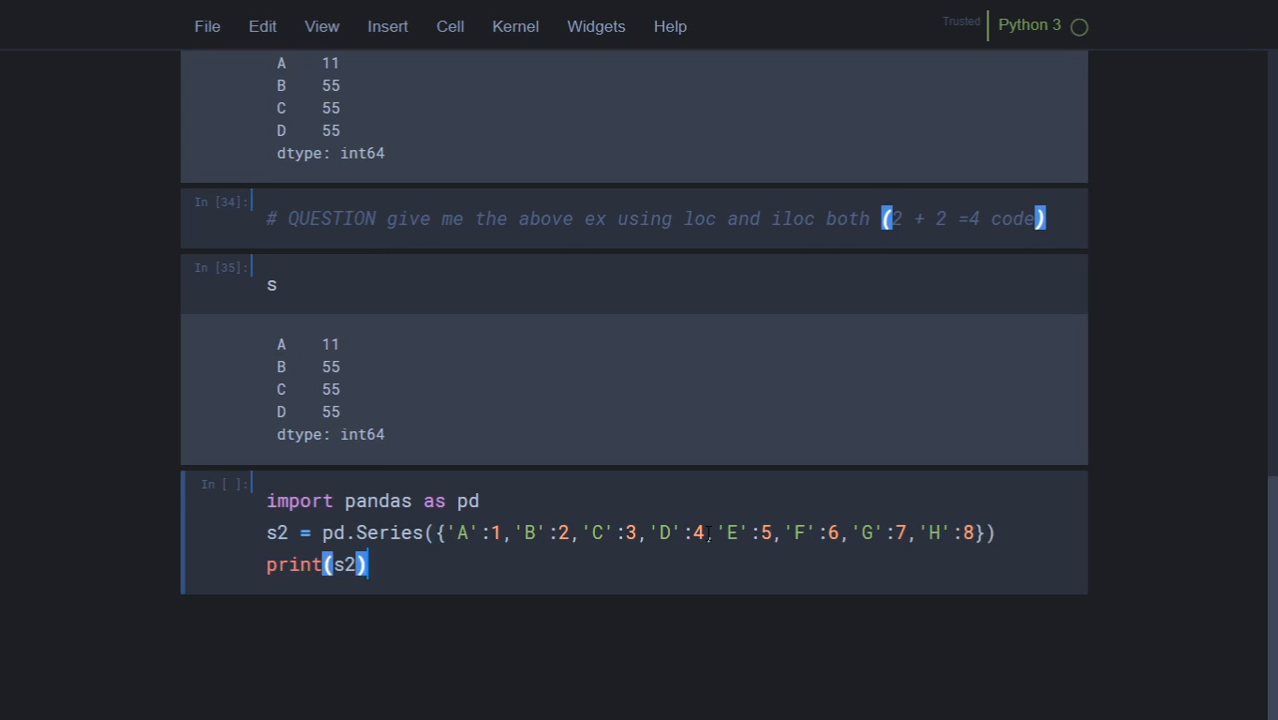 File Edit View Insert Cell Kernel Widgets Help Trusted Python 3
A 11
B 55
C 55
D 55
dtype: int64
In [34]: # QUESTION give me the above ex using loc and iloc both (2 + 2 =4 code)
In [35]: s
A 11
B 55
C 55
D 55
dtype: int64
In [ ]: import pandas as pd
s2 = pd.Series({'A':1,'B':2,'C':3,'D':4,'E':5,'F':6,'G':7,'H':8})
print(s2)